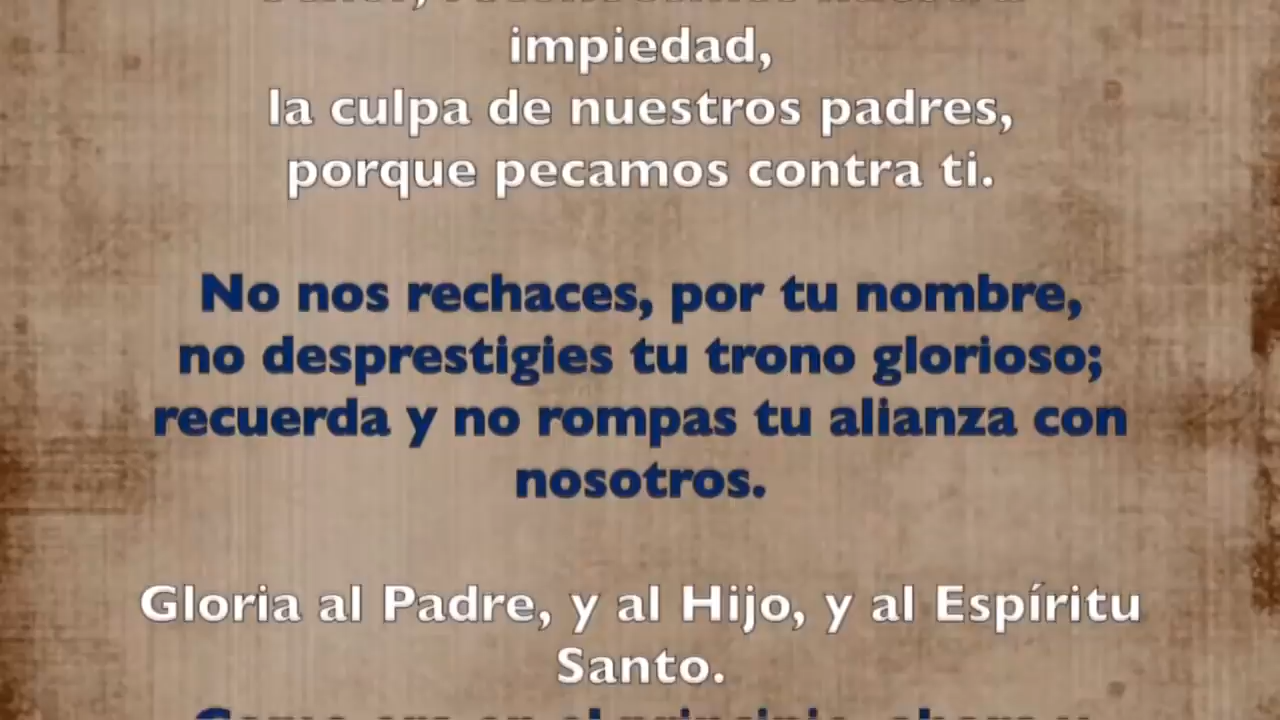 impiedad,
la culpa de nuestros padres,
porque pecamos contra ti.
No nos rechaces, por tu nombre,
no desprestigies tu trono glorioso;
recuerda y no rompas tu alianza con
nosotros.
Gloria al Padre, y al Hijo, y al Espíritu
Santo.